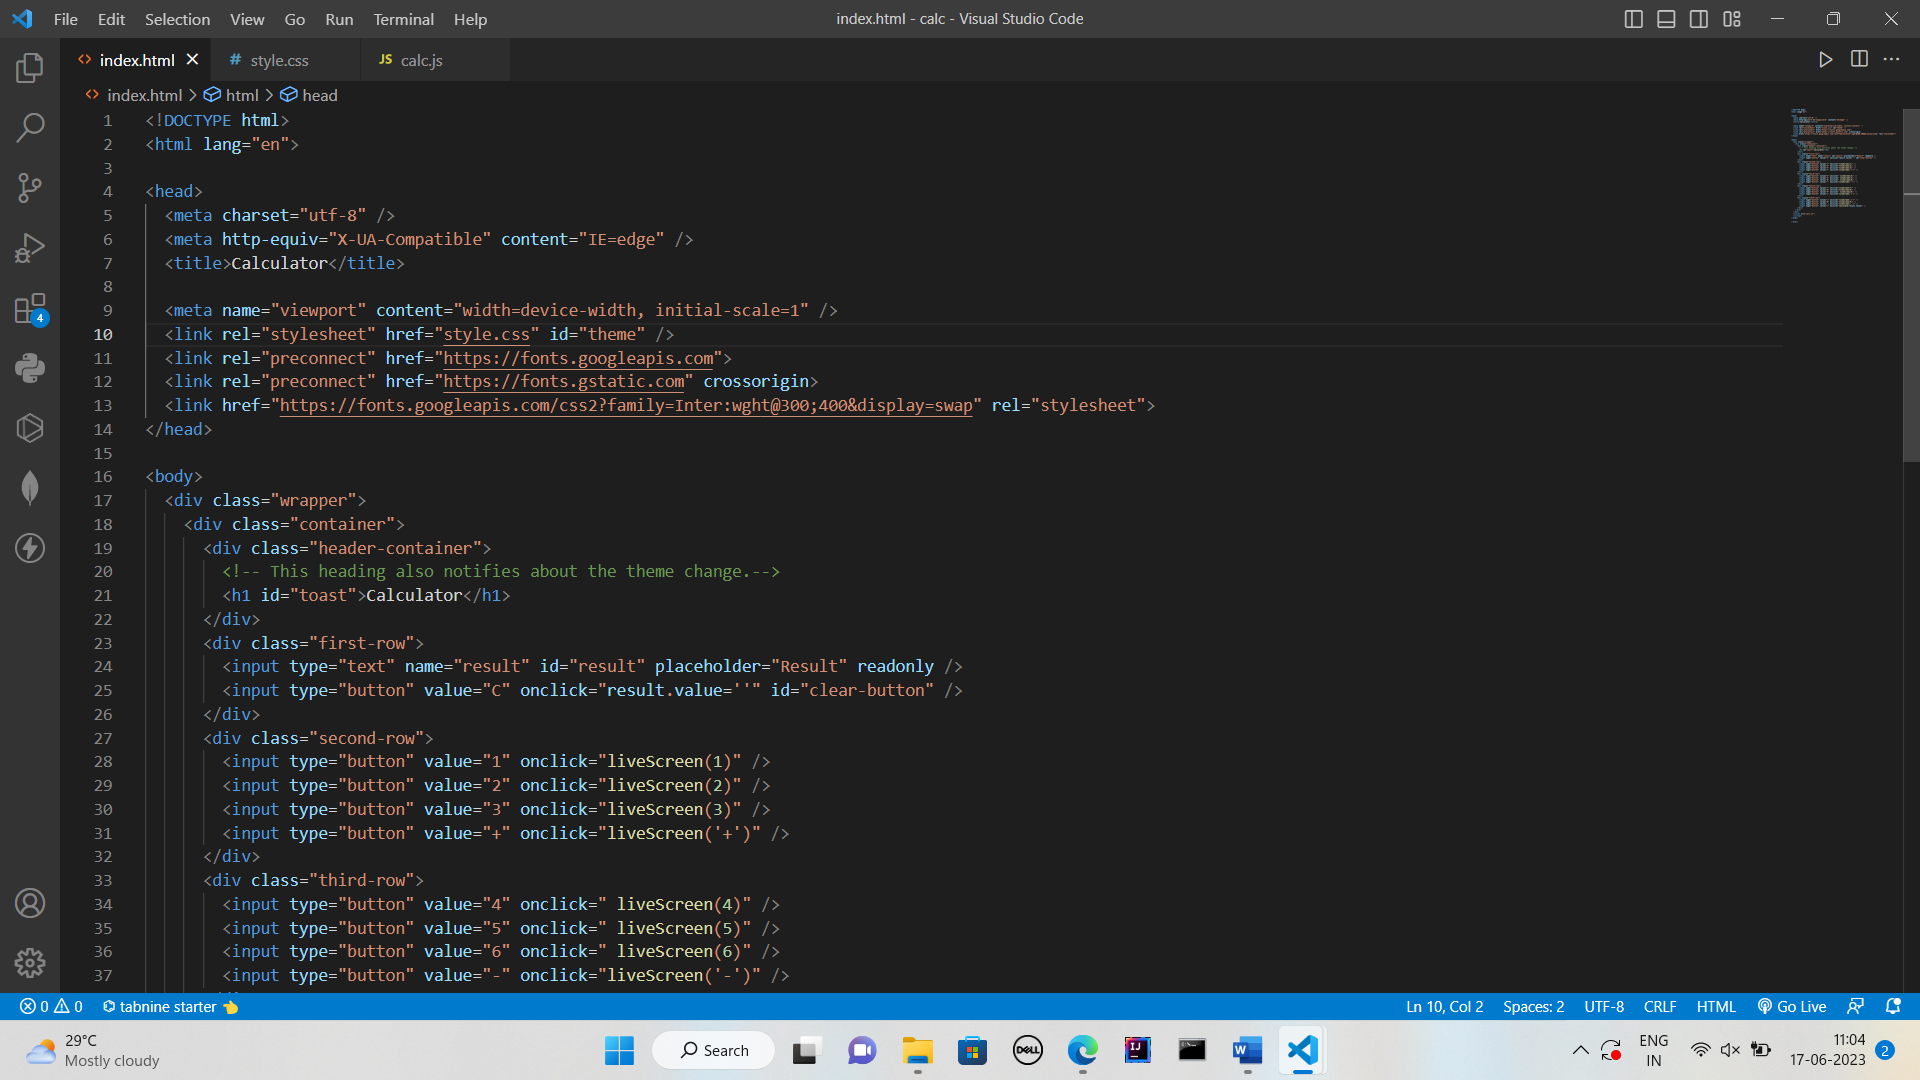 File Edit Selection View Go Run Terminal Help
index.html - calc - Visual Studio Code
index.html
# style.css
JS calc.js
index.html > html > head
1 <!DOCTYPE html>
2 <html lang="en">
3
4 <head>
5 <meta charset="utf-8" />
6 <meta http-equiv="X-UA-Compatible" content="IE=edge" />
7 <title>Calculator</title>
8
9 <meta name="viewport" content="width=device-width, initial-scale=1" />
10 <link rel="stylesheet" href="style.css" id="theme" />
11 <link rel="preconnect" href="https://fonts.googleapis.com">
12 <link rel="preconnect" href="https://fonts.gstatic.com" crossorigin>
13 <link href="https://fonts.googleapis.com/css2?family=Inter:wght@300;400&display=swap" rel="stylesheet">
14 </head>
15
16 <body>
17 <div class="wrapper">
18 <div class="container">
19 <div class="header-container">
20 <!-- This heading also notifies about the theme change.-->
21 <h1 id="toast">Calculator</h1>
22 </div>
23 <div class="first-row">
24 <input type="text" name="result" id="result" placeholder="Result" readonly />
25 <input type="button" value="C" onclick="result.value=''" id="clear-button" />
26 </div>
27 <div class="second-row">
28 <input type="button" value="1" onclick="liveScreen(1)" />
29 <input type="button" value="2" onclick="liveScreen(2)" />
30 <input type="button" value="3" onclick="liveScreen(3)" />
31 <input type="button" value="+" onclick="liveScreen('+')" />
32 </div>
33 <div class="third-row">
34 <input type="button" value="4" onclick=" liveScreen(4)" />
35 <input type="button" value="5" onclick=" liveScreen(5)" />
36 <input type="button" value="6" onclick=" liveScreen(6)" />
37 <input type="button" value="-" onclick="liveScreen('-')" />
4
0 0 tabnine starter
Ln 10, Col 2 Spaces: 2 UTF-8 CRLF HTML Go Live
29°C
Mostly cloudy
Search
DELL
IJ
W
ENG
IN
11:04
17-06-2023
2